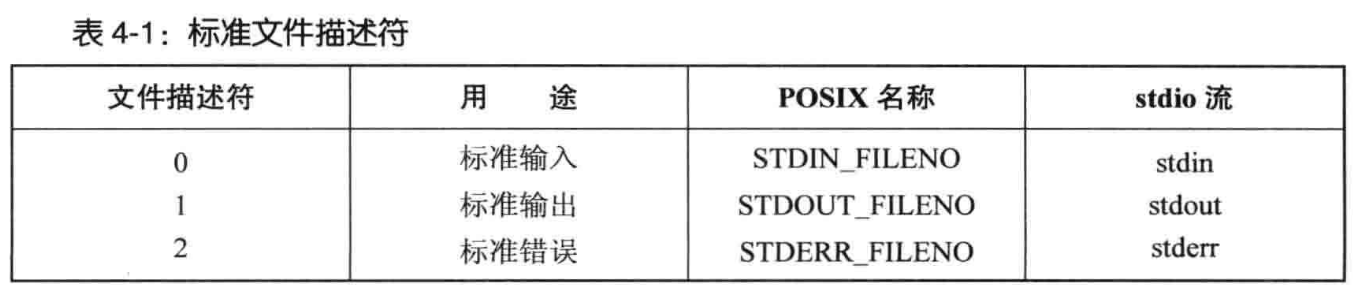 表 4-1：标准文件描述符
文件描述符 用 途 POSIX 名称 stdio 流
0 标准输入 STDIN_FILENO stdin
1 标准输出 STDOUT_FILENO stdout
2 标准错误 STDERR_FILENO stderr